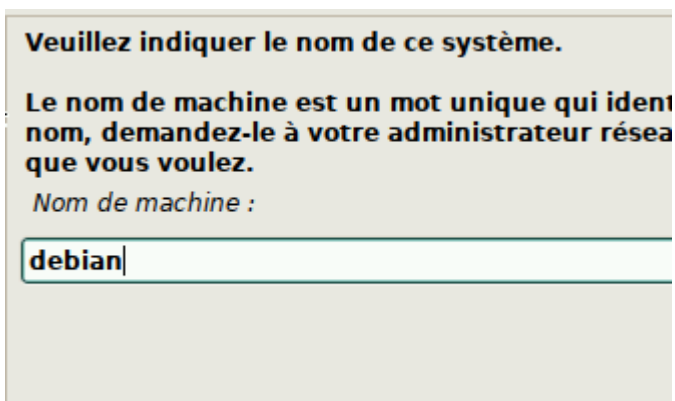 Veuillez indiquer le nom de ce système.
Le nom de machine est un mot unique qui ident
nom, demandez-le à votre administrateur résea
que vous voulez.
Nom de machine :
debian